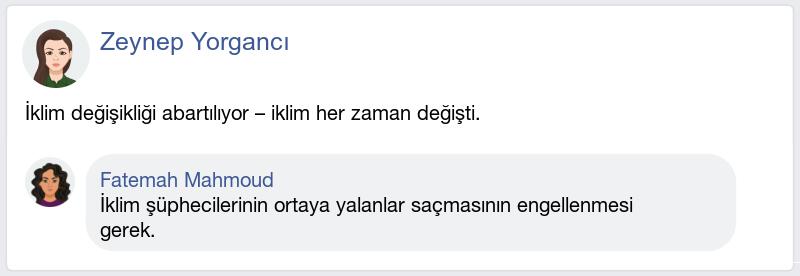 Zeynep Yorgancı
İklim değişikliği abartılıyor – iklim her zaman değişti.
Fatemah Mahmoud
İklim şüphecilerinin ortaya yalanlar saçmasının engellenmesi
gerek.